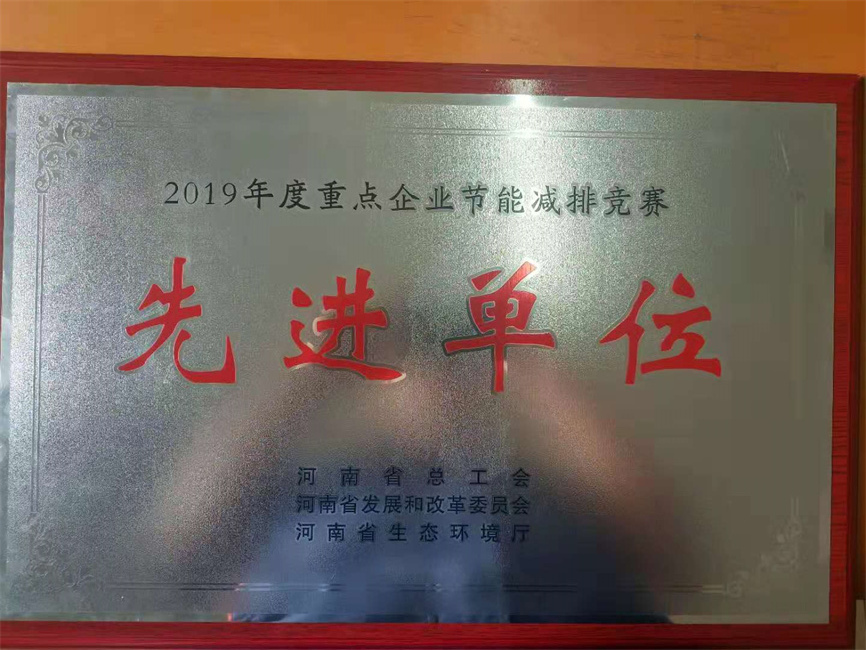 2019年度重点企业节能减排竞赛
先进单位
河南省总工会
河南省发展和改革委员会
河南省生态环境厅